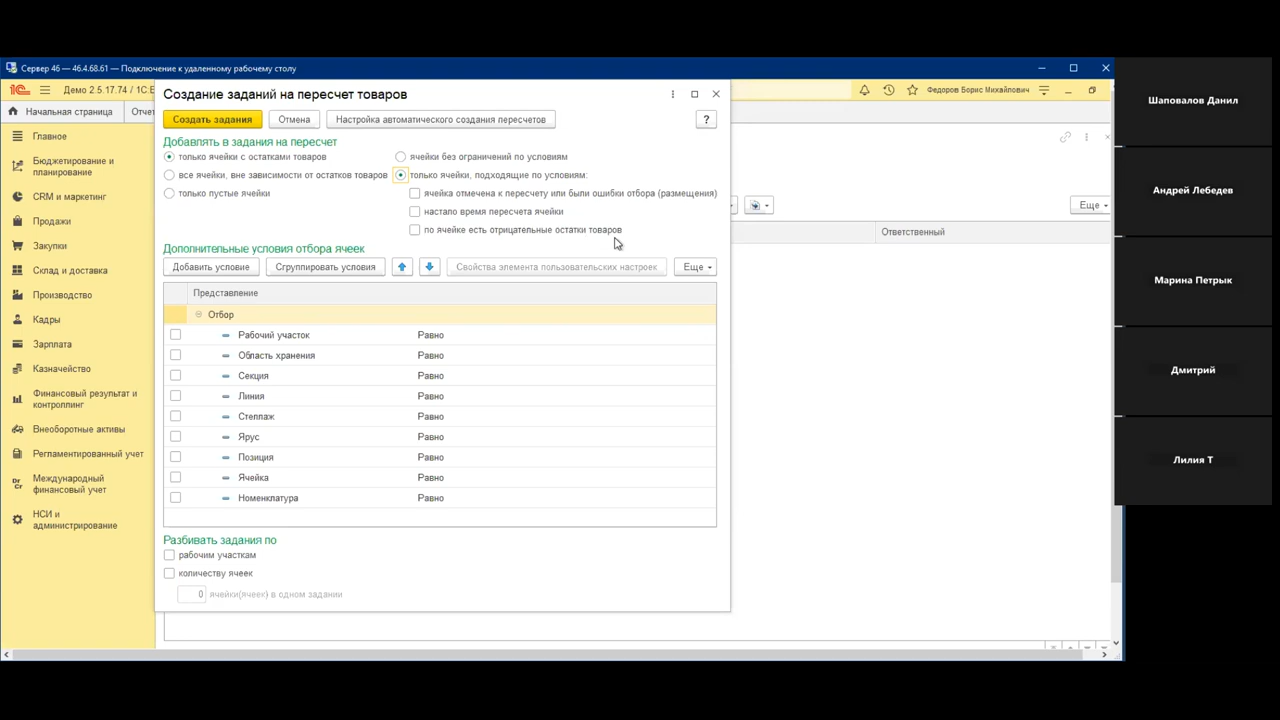 Сервер 46 — 46.4.68.61 — Подключение к удаленному рабочему столу
Демо 2.5.17.74 / 1С:E
Федоров Борис Михайлович
Начальная страница
Отчет
Главное
Бюджетирование и
планирование
CRM и маркетинг
Продажи
Закупки
Склад и доставка
Производство
Кадры
Зарплата
Казначейство
Финансовый результат и
контроллинг
Внеоборотные активы
Регламентированный учет
Международный
финансовый учет
НСИ и
администрирование
Создание заданий на пересчет товаров
Создать задания
Отмена
Настройка автоматического создания пересчетов
?
Добавлять в задания на пересчет
только ячейки с остатками товаров
все ячейки, вне зависимости от остатков товаров
только пустые ячейки
ячейки без ограничений по условиям
только ячейки, подходящие по условиям:
ячейка отмечена к пересчету или были ошибки отбора (размещения)
настало время пересчета ячейки
по ячейке есть отрицательные остатки товаров
Дополнительные условия отбора ячеек
Добавить условие
Сгруппировать условия
Свойства элемента пользовательских настроек
Еще
Представление
Отбор
Рабочий участок Равно
Область хранения Равно
Секция Равно
Линия Равно
Стеллаж Равно
Ярус Равно
Позиция Равно
Ячейка Равно
Номенклатура Равно
Разбивать задания по
рабочим участкам
количеству ячеек
0 ячейки(ячеек) в одном задании
Еще
Ответственный
Шаповалов Данил
Андрей Лебедев
Марина Петрык
Дмитрий
Лилия Т